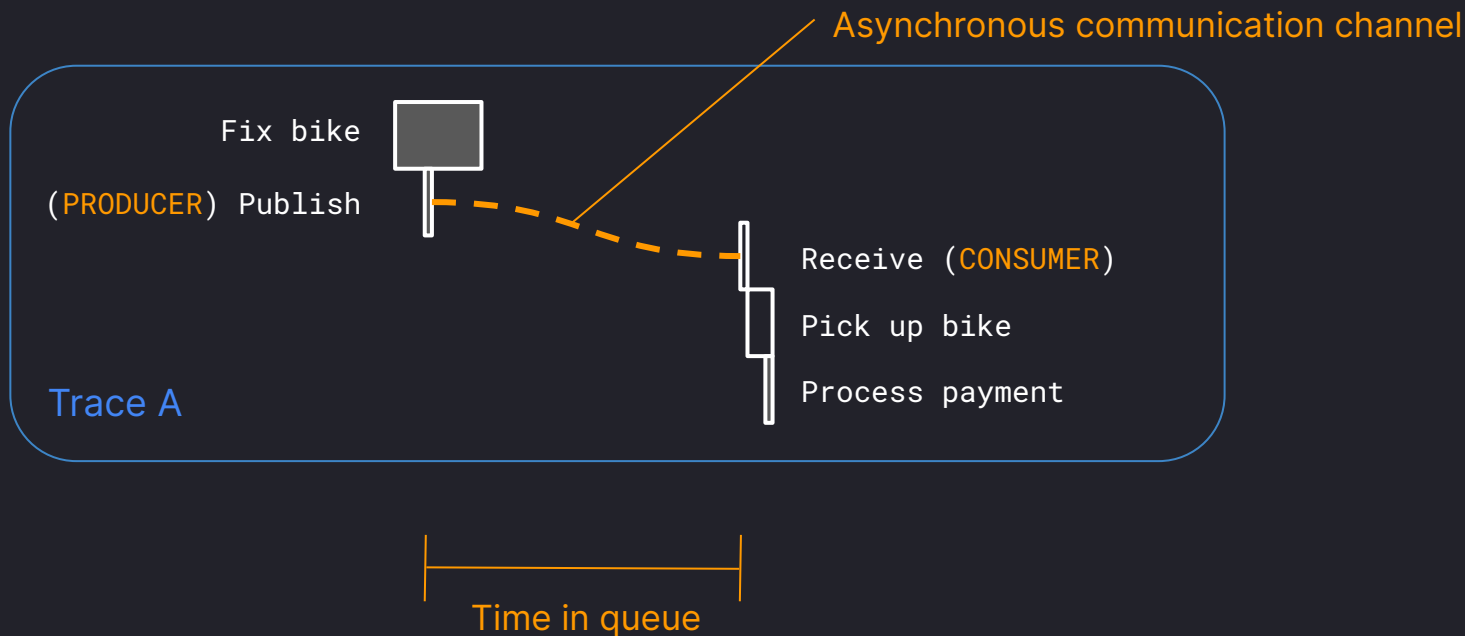 Asynchronous communication channel
Fix bike
(PRODUCER) Publish
Receive (CONSUMER)
Pick up bike
Process payment
Trace A
Time in queue